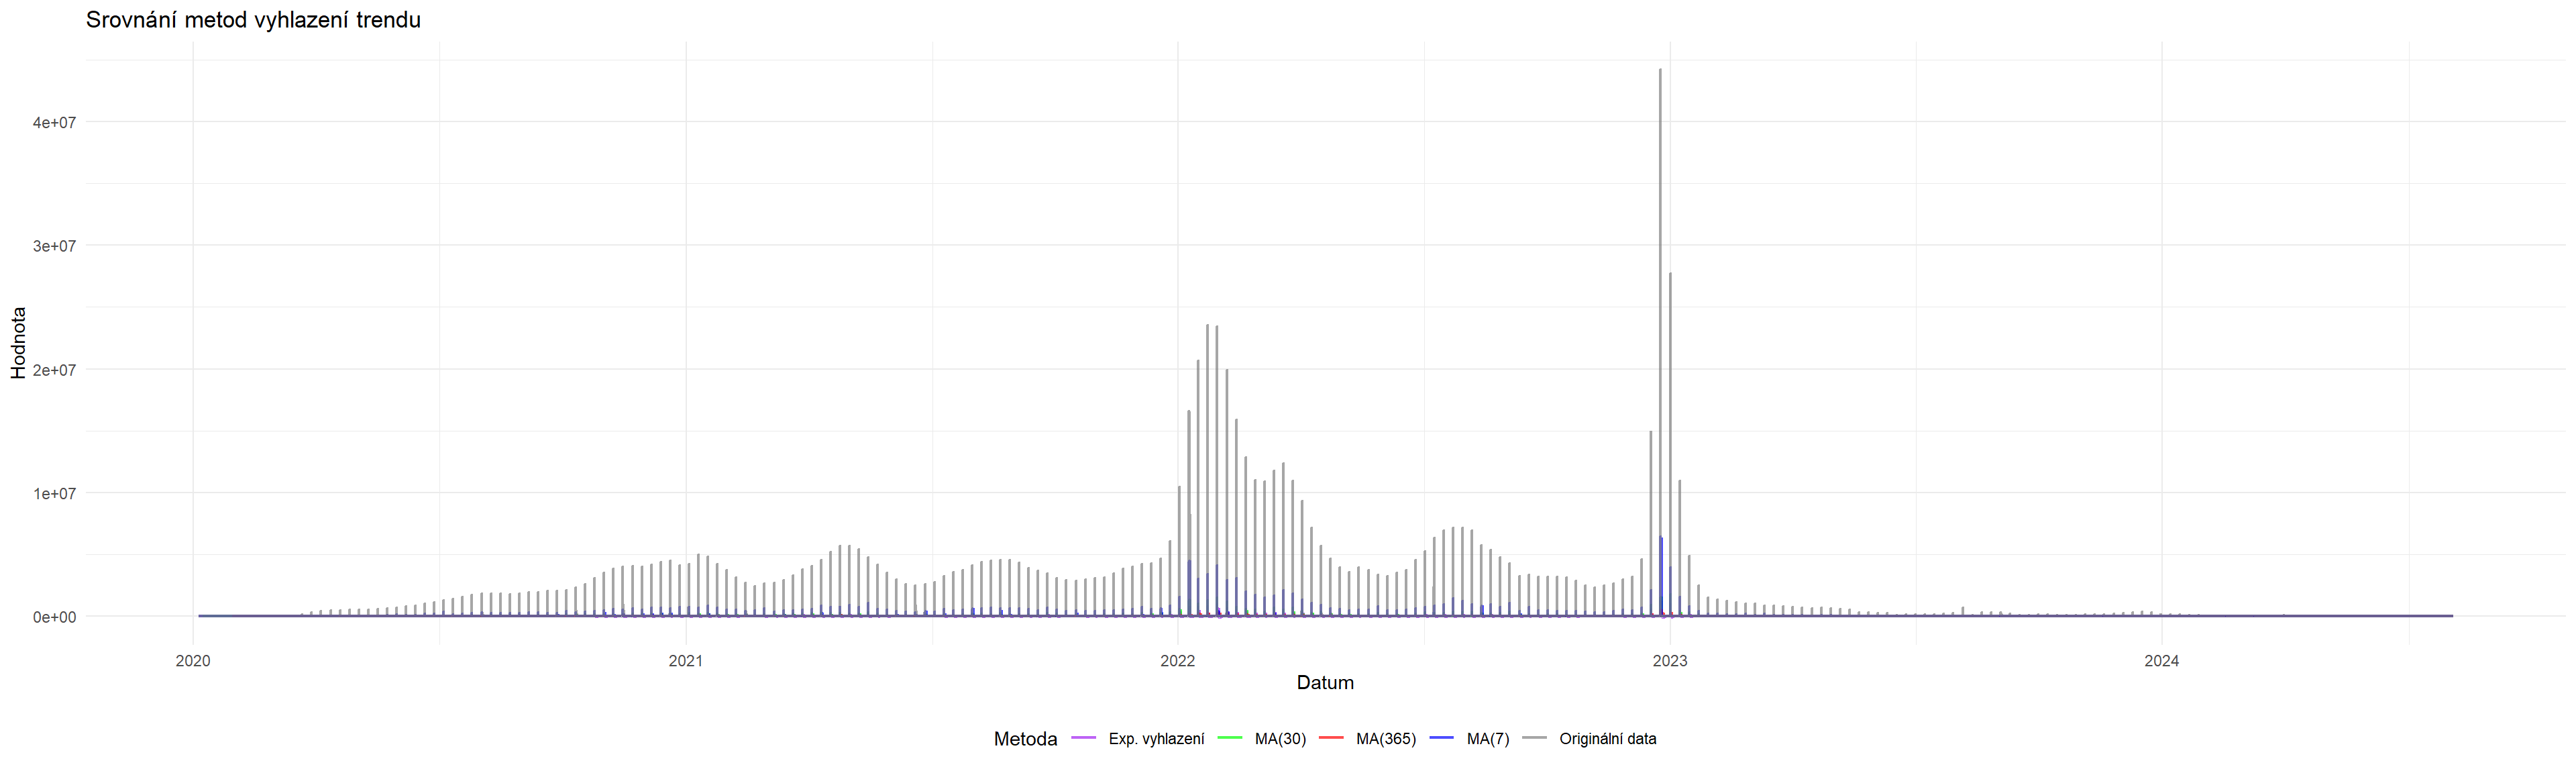 Srovnání metod vyhlazení trendu
Hodnota
4e+07
3e+07
2e+07
1e+07
0e+00
2020
2021
2022
2023
2024
Datum
Metoda
Exp. vyhlazení
MA(30)
MA(365)
MA(7)
Originální data